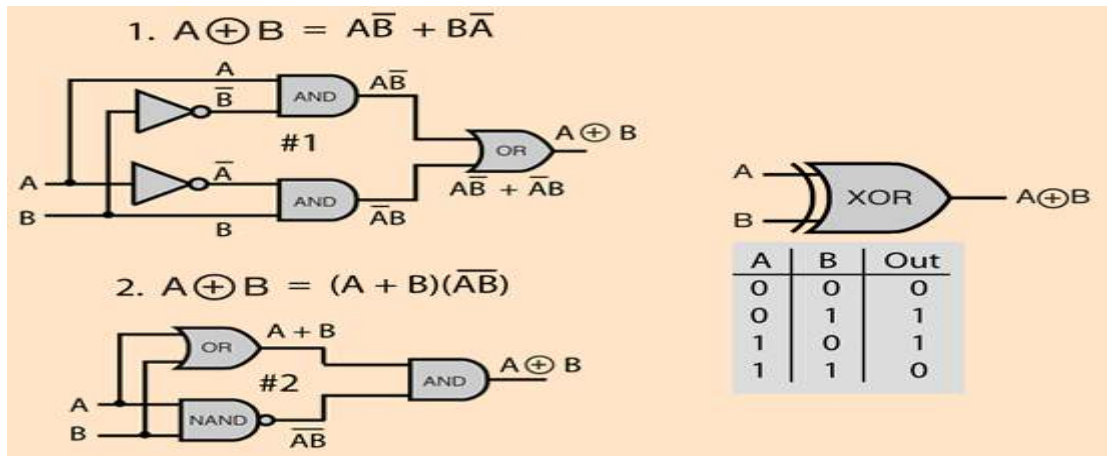 1. A ⊕ B = AB̅ + BA̅
A
B̅
AND
AB̅
#1
OR
A ⊕ B
AB̅ + A̅B
A
A̅
AND
A̅B
B
B
2. A ⊕ B = (A + B)(A̅B̅)
OR
A + B
#2
AND
A ⊕ B
A
NAND
B
A̅B̅
A
XOR
A⊕B
B
A B Out
0 0 0
0 1 1
1 0 1
1 1 0